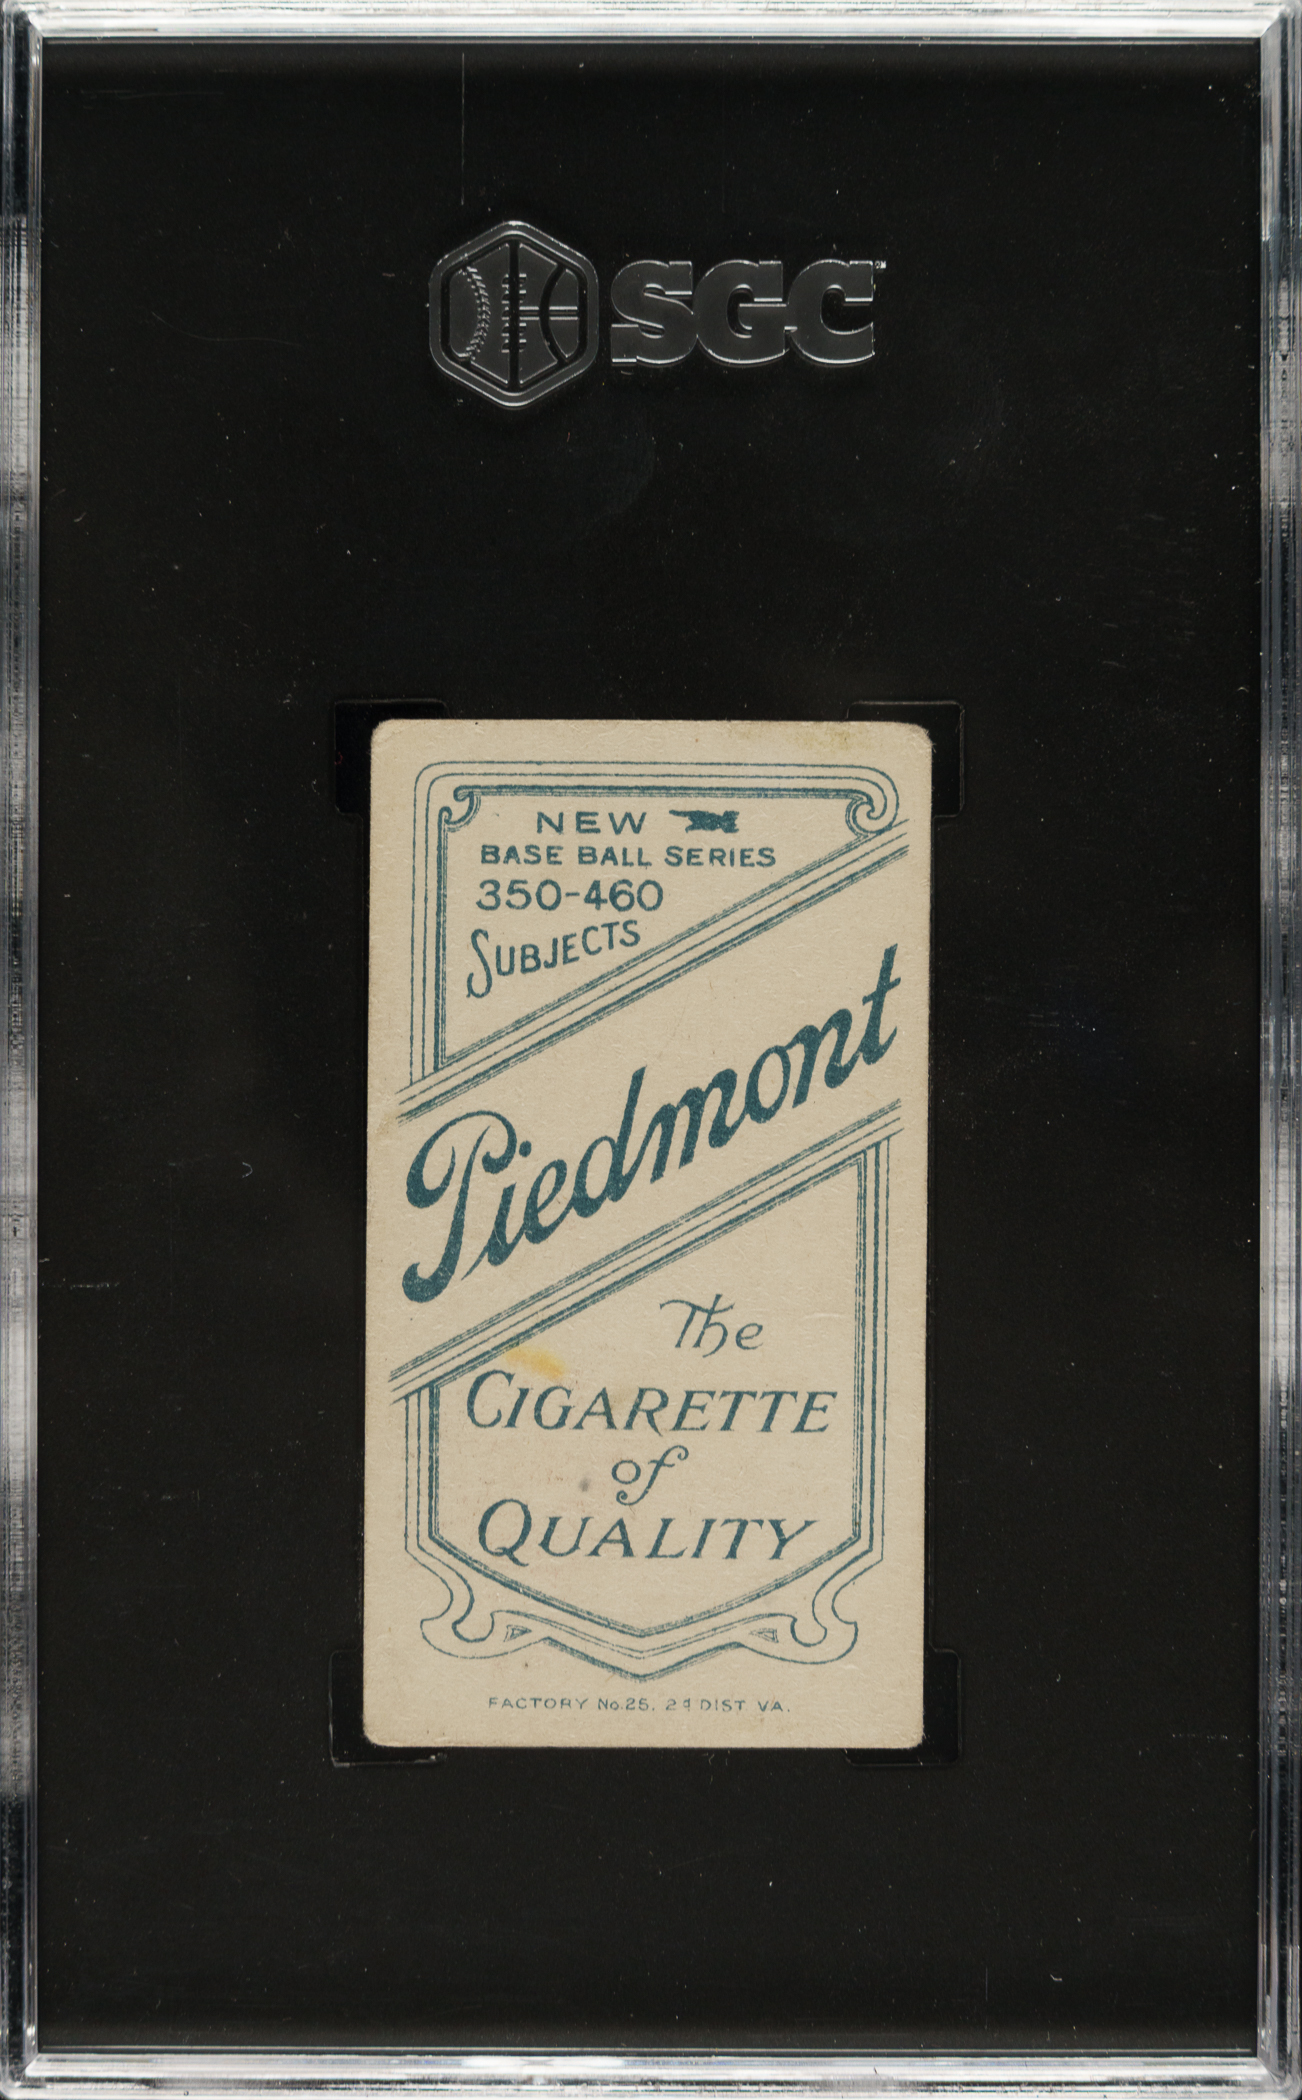 SGC
NEW
BASE BALL SERIES
350-460
SUBJECTS
Piedmont
The
CIGARETTE
of
QUALITY
FACTORY No. 25. 2d DIST VA.